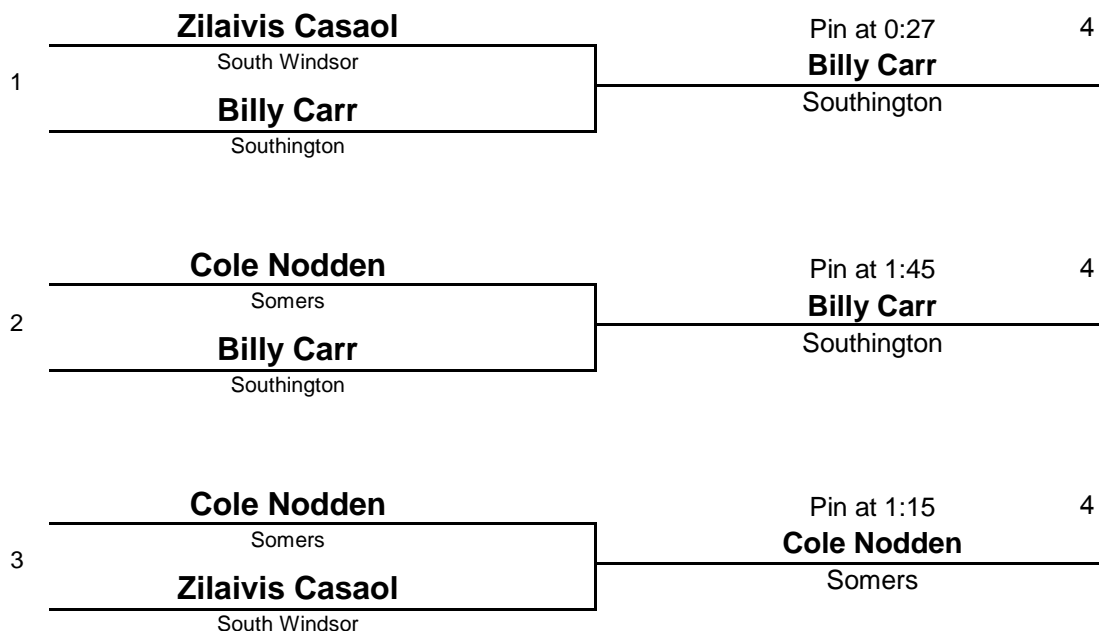 Zilaivis Casaol
South Windsor
1
Billy Carr
Southington
Pin at 0:27 4
Billy Carr
Southington
Cole Nodden
Somers
2
Billy Carr
Southington
Pin at 1:45 4
Billy Carr
Southington
Cole Nodden
Somers
3
Zilaivis Casaol
South Windsor
Pin at 1:15 4
Cole Nodden
Somers